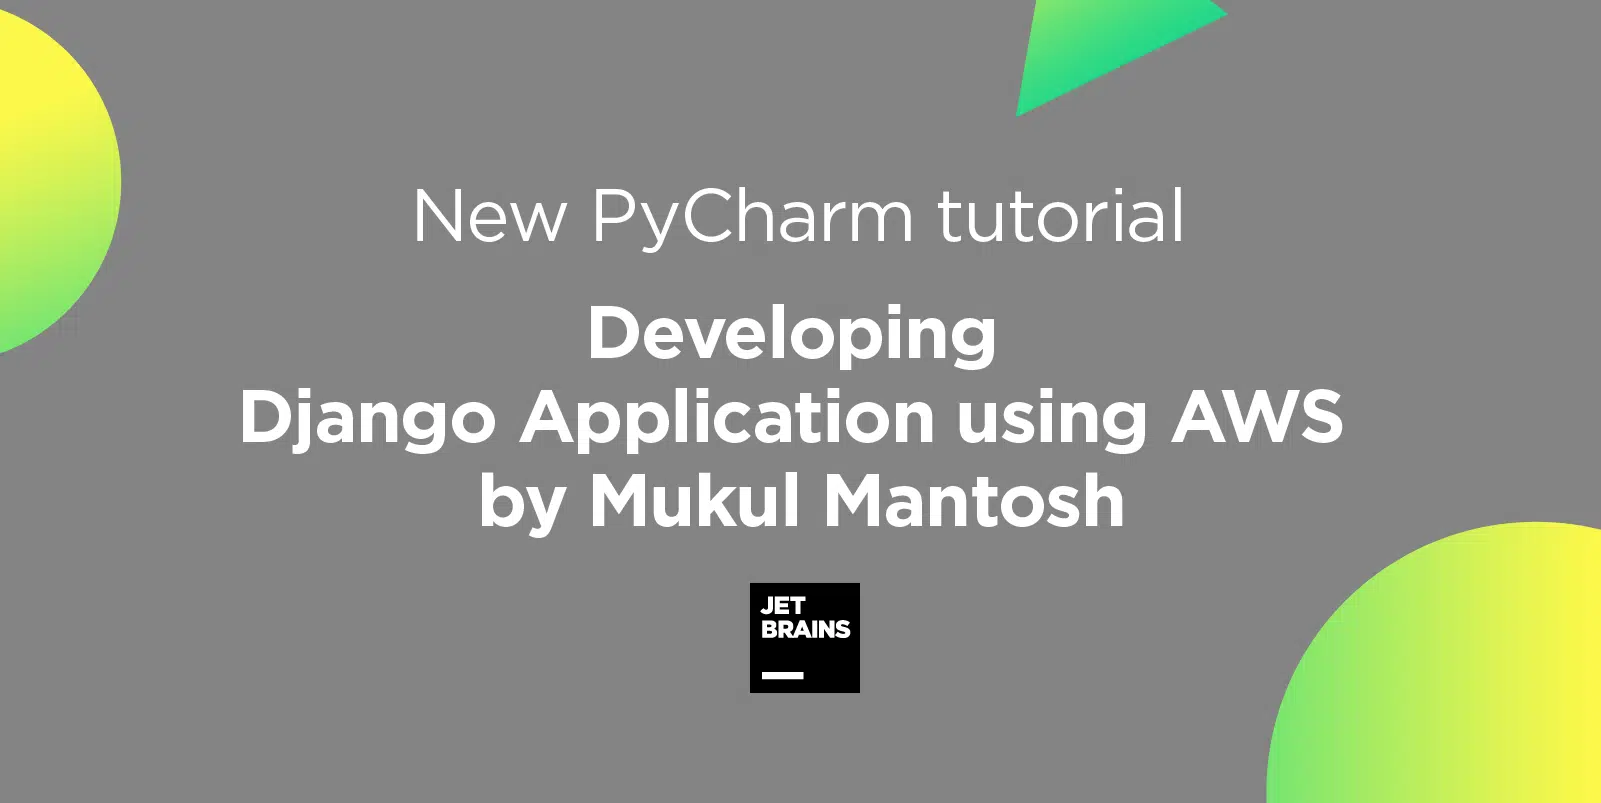 New PyCharm tutorial
Developing
Django Application using AWS
by Mukul Mantosh
JET
BRAINS